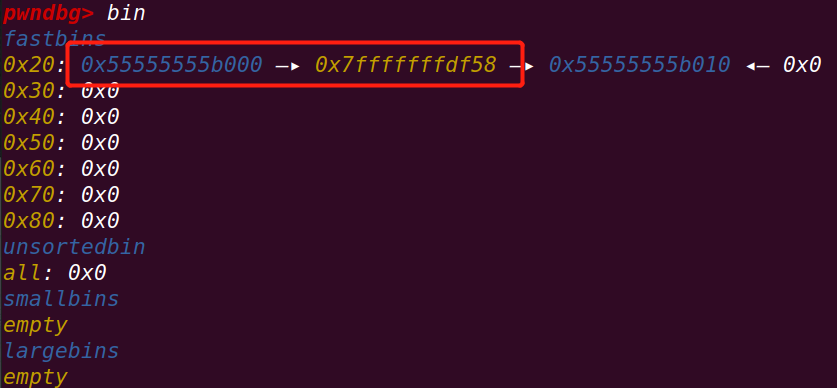 pwndbg> bin
fastbins
0x20: 0x55555555b000 —▸ 0x7fffffffdf58 —▸ 0x55555555b010 ◂— 0x0
0x30: 0x0
0x40: 0x0
0x50: 0x0
0x60: 0x0
0x70: 0x0
0x80: 0x0
unsortedbin
all: 0x0
smallbins
empty
largebins
empty